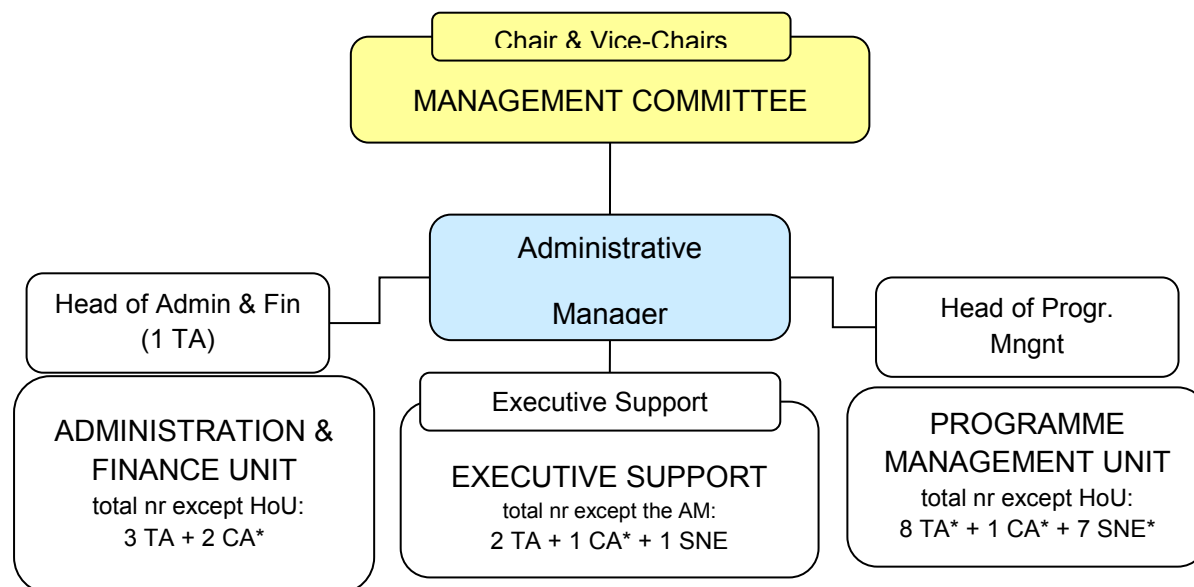 Chair & Vice-Chairs
MANAGEMENT COMMITTEE
Administrative
Manager
Head of Admin & Fin
(1 TA)
Head of Progr.
Mngnt
ADMINISTRATION &
FINANCE UNIT
total nr except HoU:
3 TA + 2 CA*
Executive Support
EXECUTIVE SUPPORT
total nr except the AM:
2 TA + 1 CA* + 1 SNE
PROGRAMME
MANAGEMENT UNIT
total nr except HoU:
8 TA* + 1 CA* + 7 SNE*